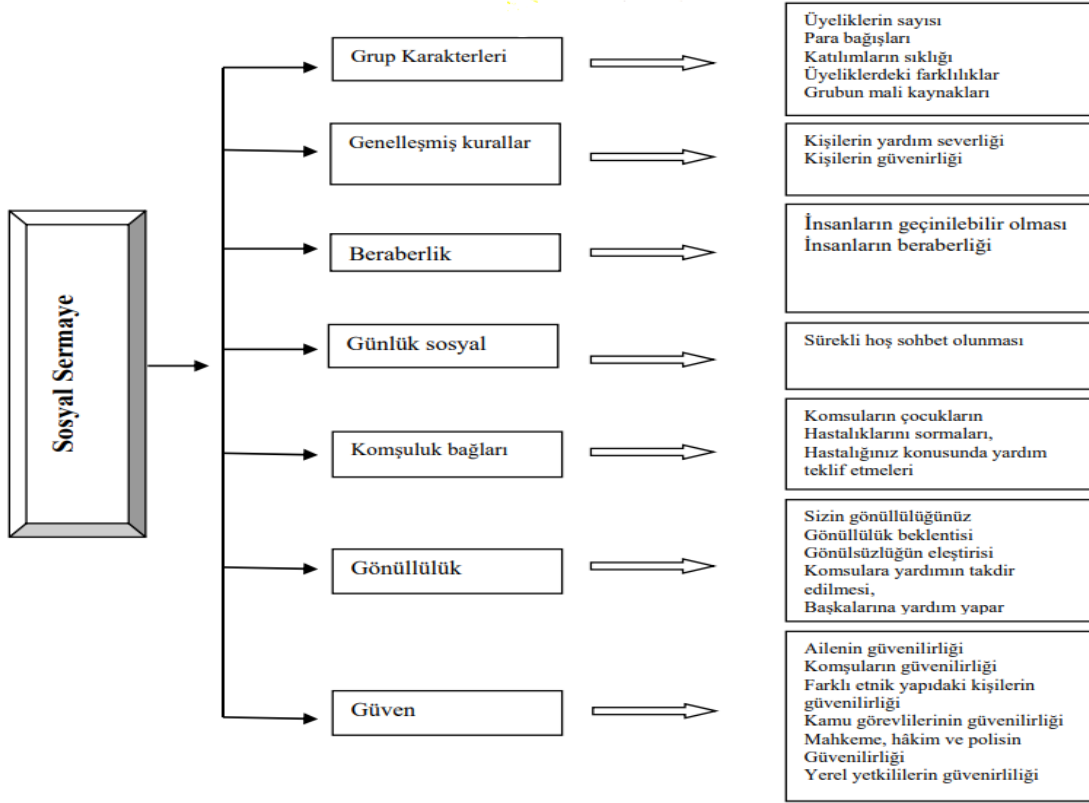 Sosyal Sermaye
Grup Karakterleri
Üyeliklerin sayısı
Para bağışları
Katılımların sıklığı
Üyeliklerdeki farklılıklar
Grubun mali kaynakları
Genelleşmiş kurallar
Kişilerin yardım severliği
Kişilerin güvenirliği
Beraberlik
İnsanların geçinilebilir olması
İnsanların beraberliği
Günlük sosyal
Sürekli hoş sohbet olunması
Komşuluk bağları
Komsuların çocukların
Hastalıklarını sormaları,
Hastalığınız konusunda yardım
teklif etmeleri
Gönüllülük
Sizin gönüllülüğünüz
Gönüllülük beklentisi
Gönülsüzlüğün eleştirisi
Komsulara yardımın takdir
edilmesi,
Başkalarına yardım yapar
Güven
Ailenin güvenilirliği
Komşuların güvenilirliği
Farklı etnik yapıdaki kişilerin
güvenilirliği
Kamu görevlilerinin güvenilirliği
Mahkeme, hâkim ve polisin
Güvenilirliği
Yerel yetkililerin güvenirliliği